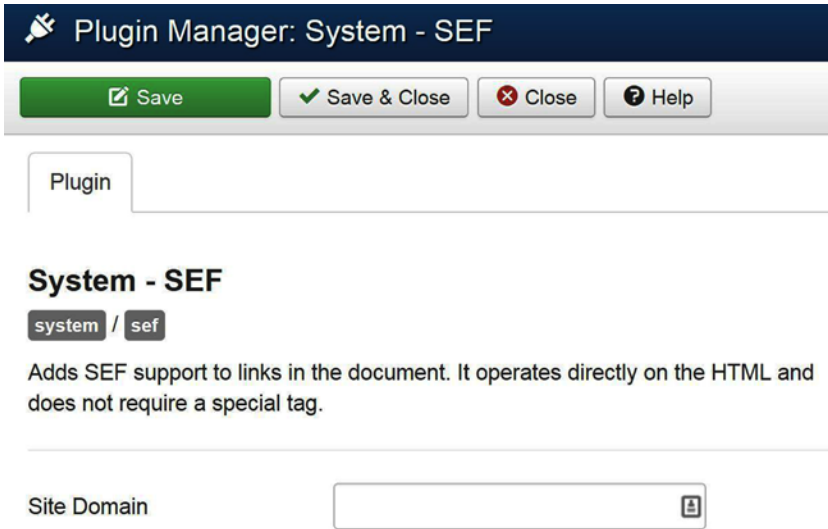 Plugin Manager: System - SEF
Save Save & Close Close Help
Plugin
System - SEF
system / sef
Adds SEF support to links in the document. It operates directly on the HTML and
does not require a special tag.
Site Domain